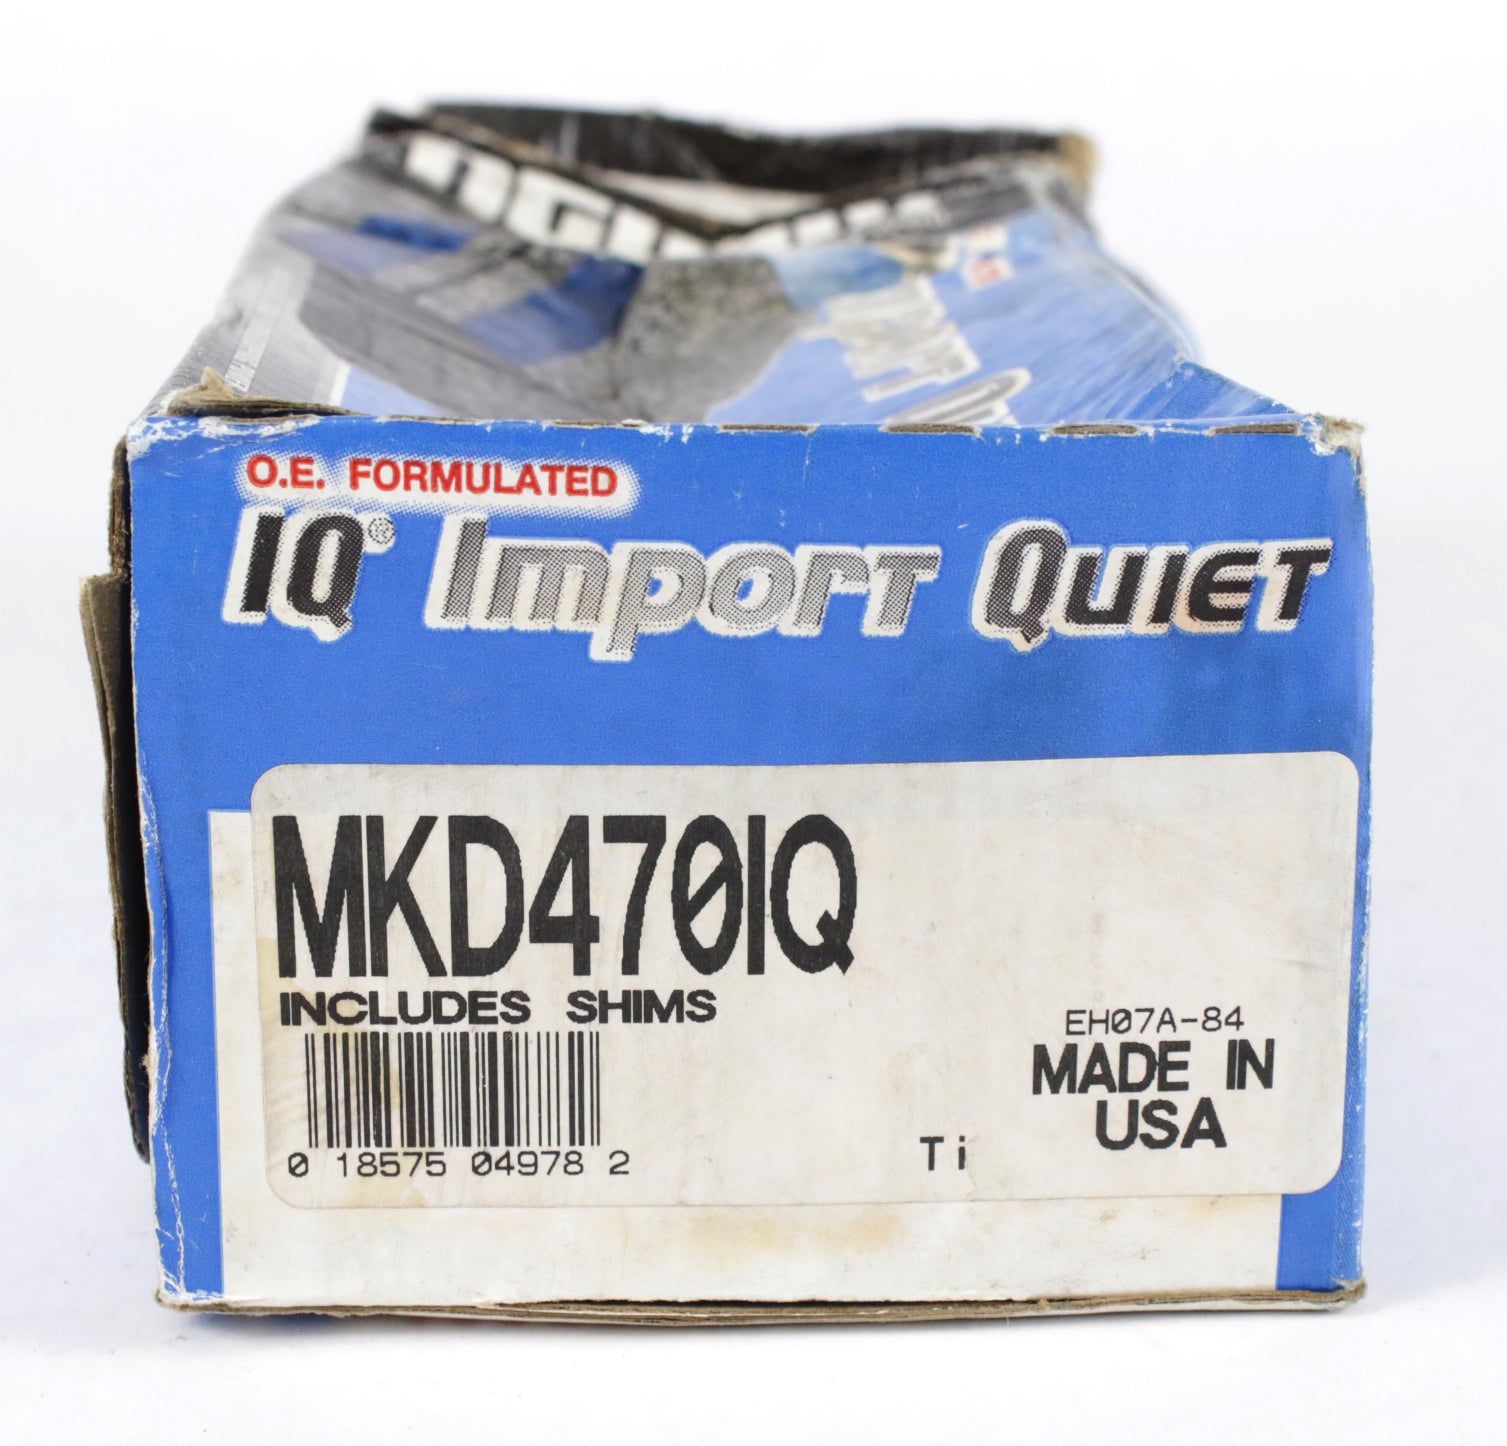 O.E. FORMULATED
IQ® Import Quiet
MKD470IQ
INCLUDES SHIMS
0 18575 04978 2
EH07A-84
MADE IN
USA
Ti